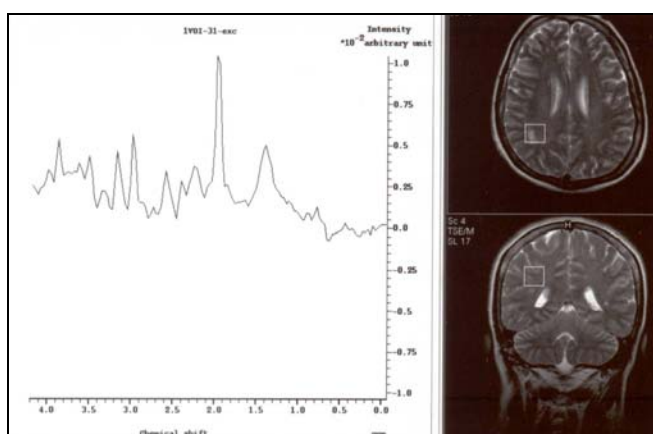 1V01-31-exc
Intensity
*10-2 arbitrary unit
1.0
0.75
0.5
0.25
0.0
-0.25
-0.5
-0.75
-1.0
4.0 3.5 3.0 2.5 2.0 1.5 1.0 0.5 0.0
Chemical shift
Sc 4
TSE/M
SL 17
H